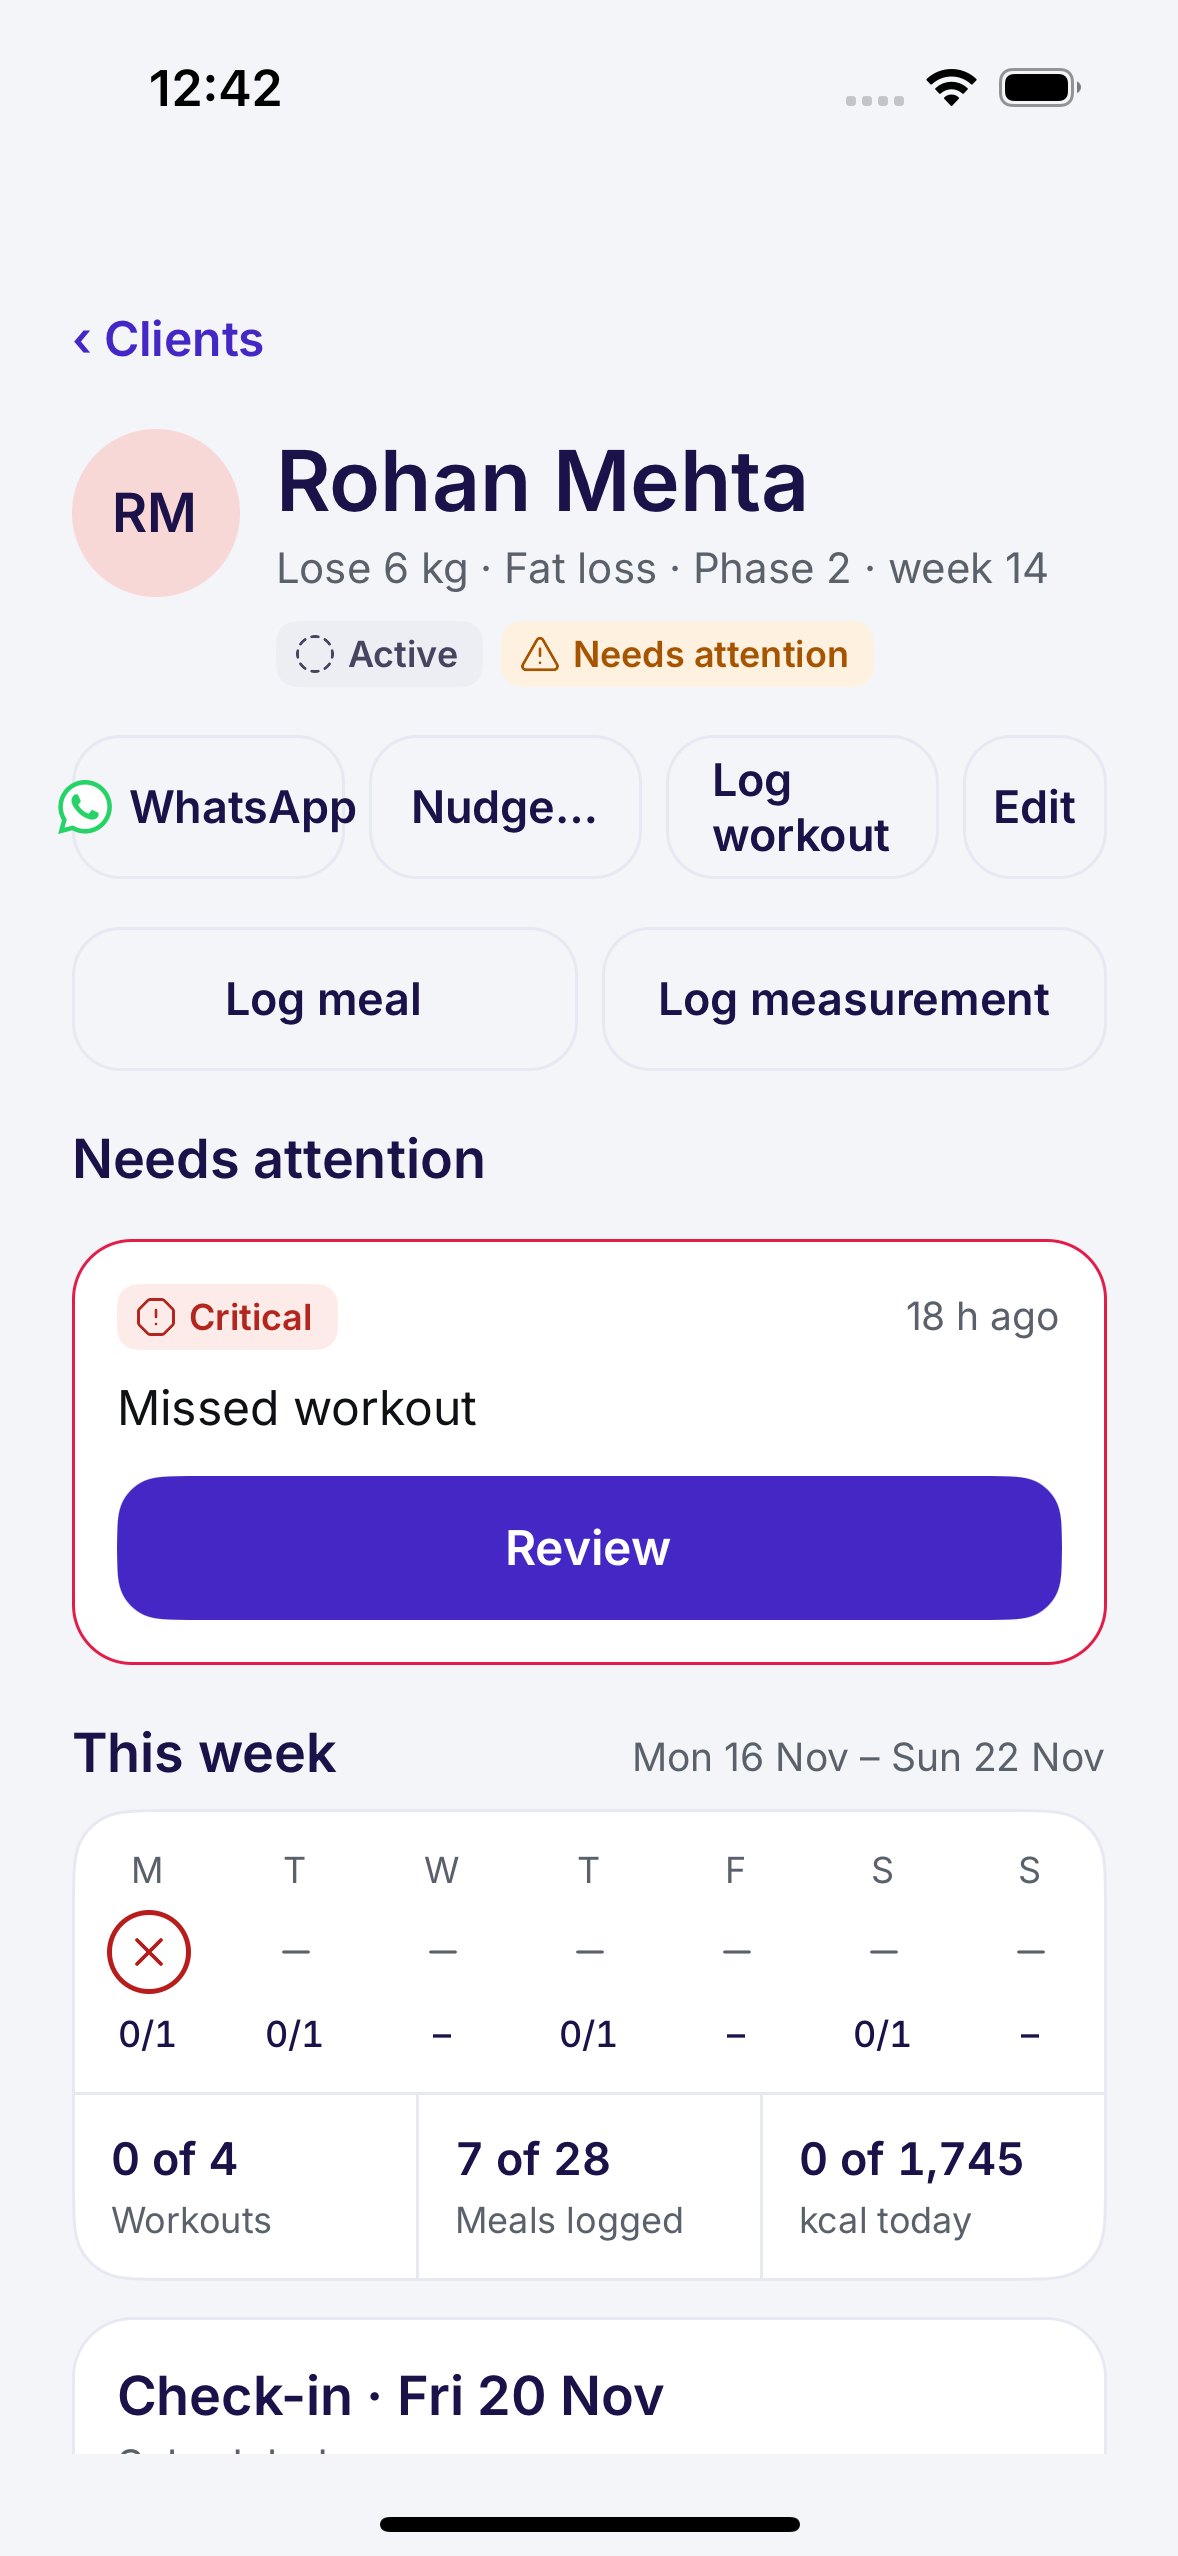 12:42
‹ Clients
RM
Rohan Mehta
Lose 6 kg · Fat loss · Phase 2 · week 14
Active
Needs attention
WhatsApp
Nudge...
Log
workout
Edit
Log meal
Log measurement
Needs attention
Critical
18 h ago
Missed workout
Review
This week
Mon 16 Nov – Sun 22 Nov
M T W T F S S
— — — — — —
0/1 0/1 – 0/1 – 0/1 –
0 of 4
Workouts
7 of 28
Meals logged
0 of 1,745
kcal today
Check-in · Fri 20 Nov